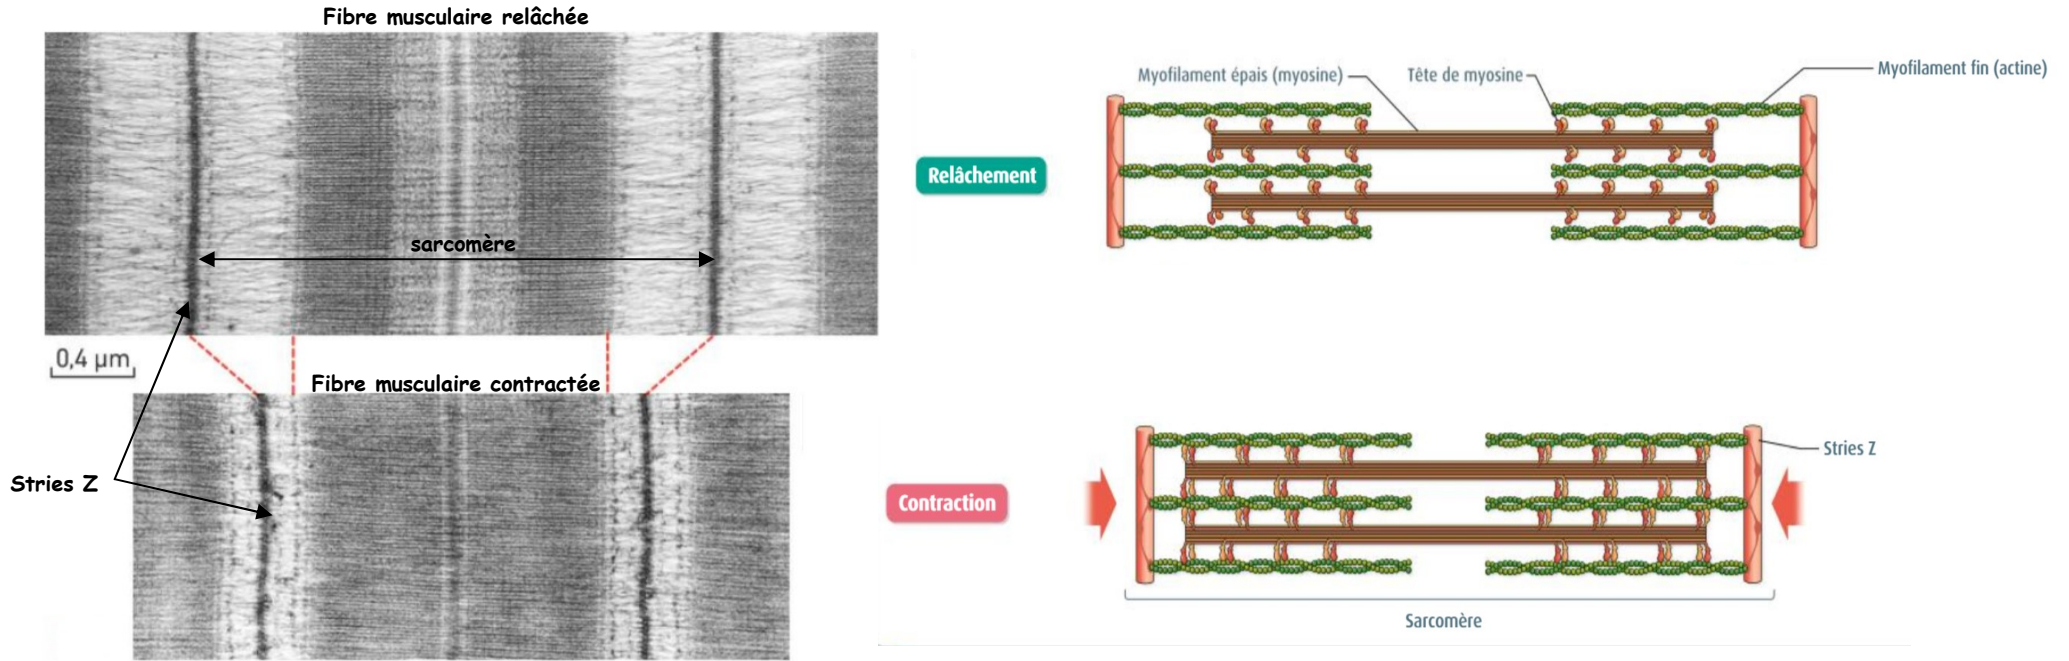 Fibre musculaire relâchée
sarcomère
0,4 µm
Fibre musculaire contractée
Stries Z
Myofilament épais (myosine)
Tête de myosine
Myofilament fin (actine)
Relâchement
Contraction
Stries Z
Sarcomère